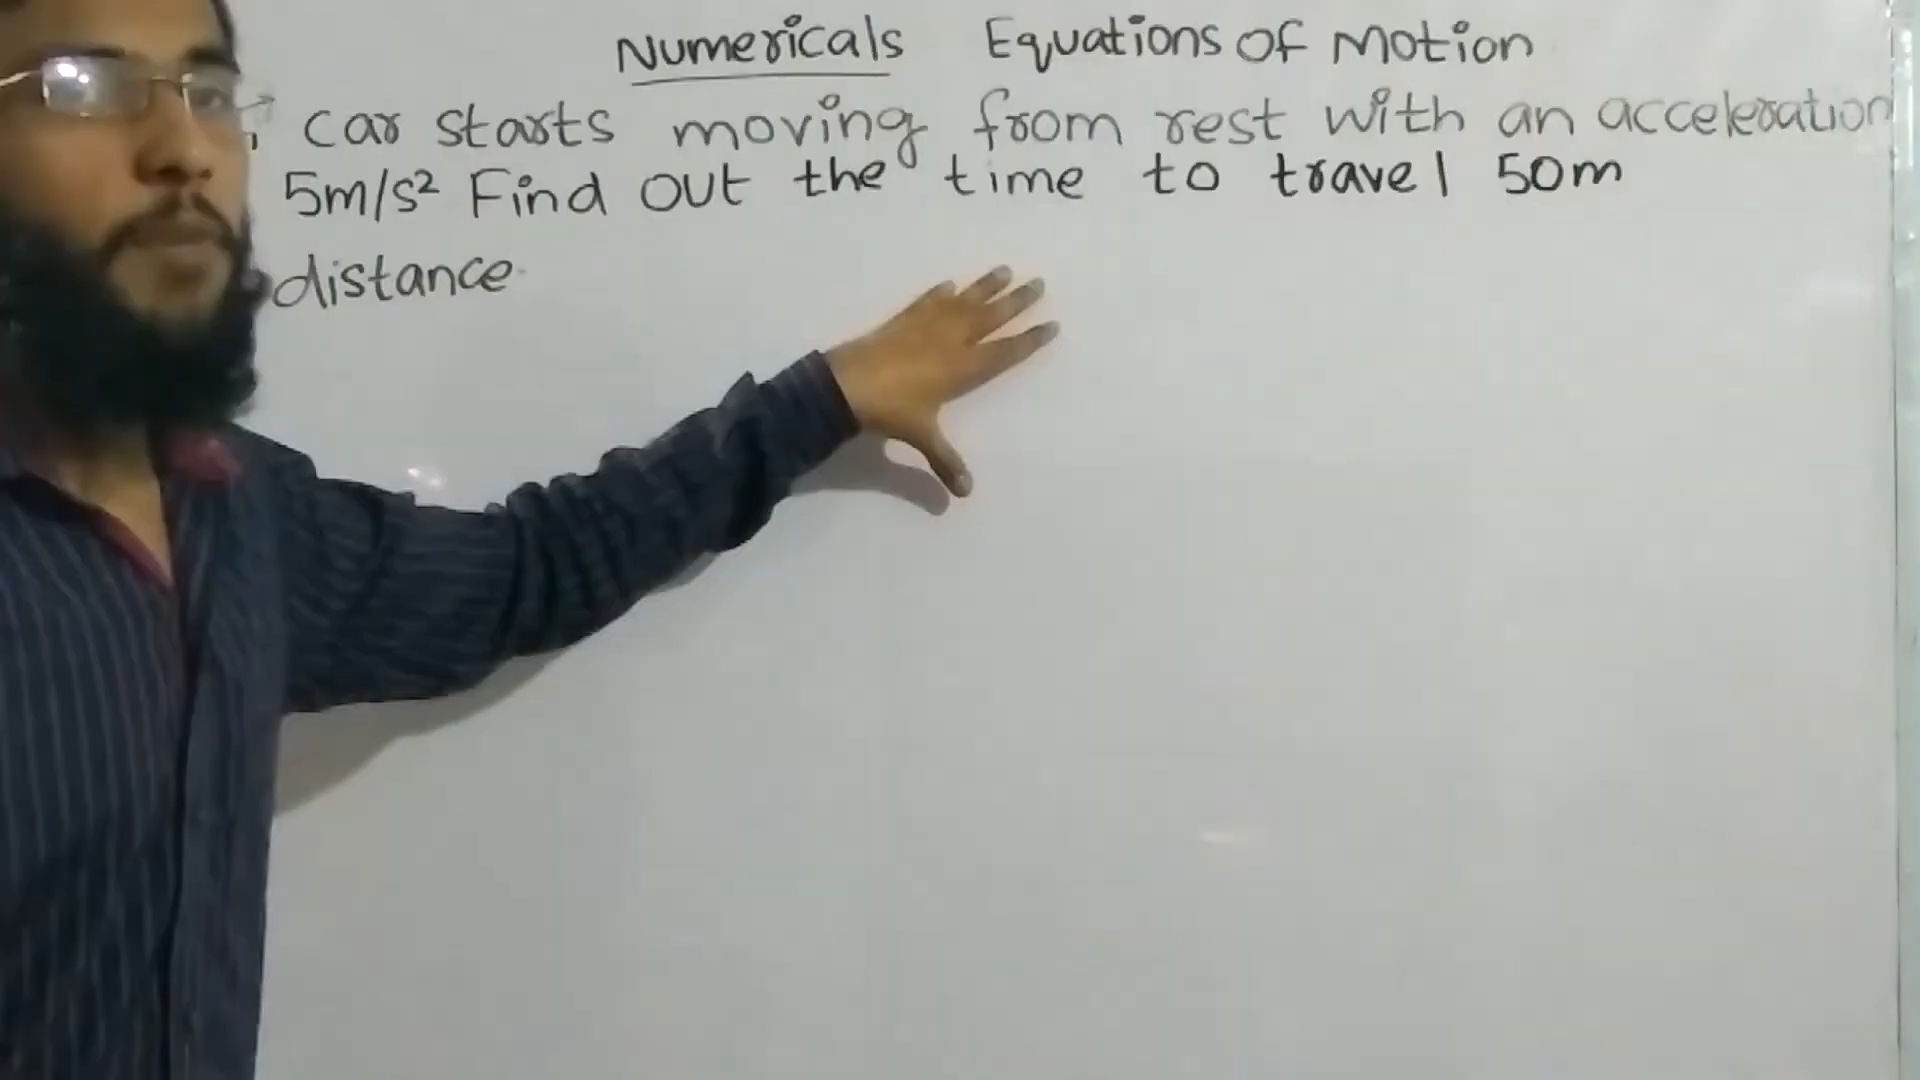 Numericals Equations of Motion
car starts moving from rest with an acceleration
5m/s² Find out the time to travel 50m
distance